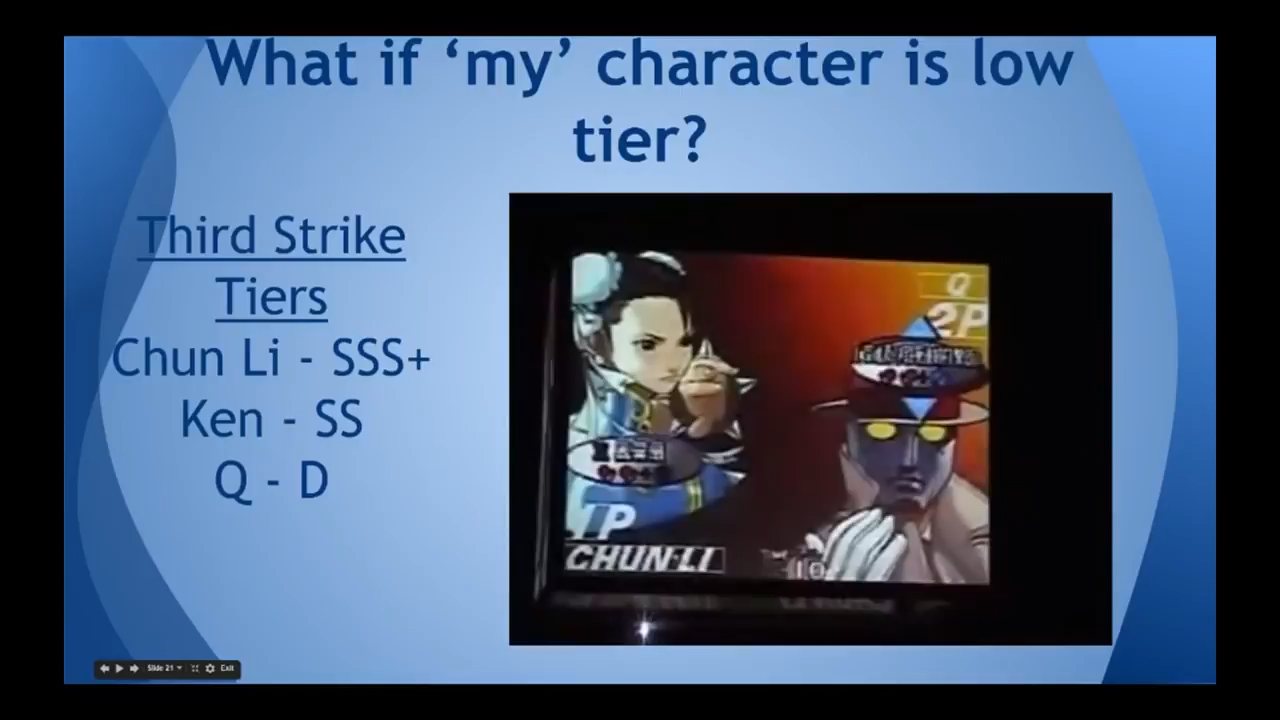 What if ‘my’ character is low
tier?
Third Strike
Tiers
Chun Li - SSS+
Ken - SS
Q - D
Q
2P
1P
CHUN-LI
Slide 21
Exit